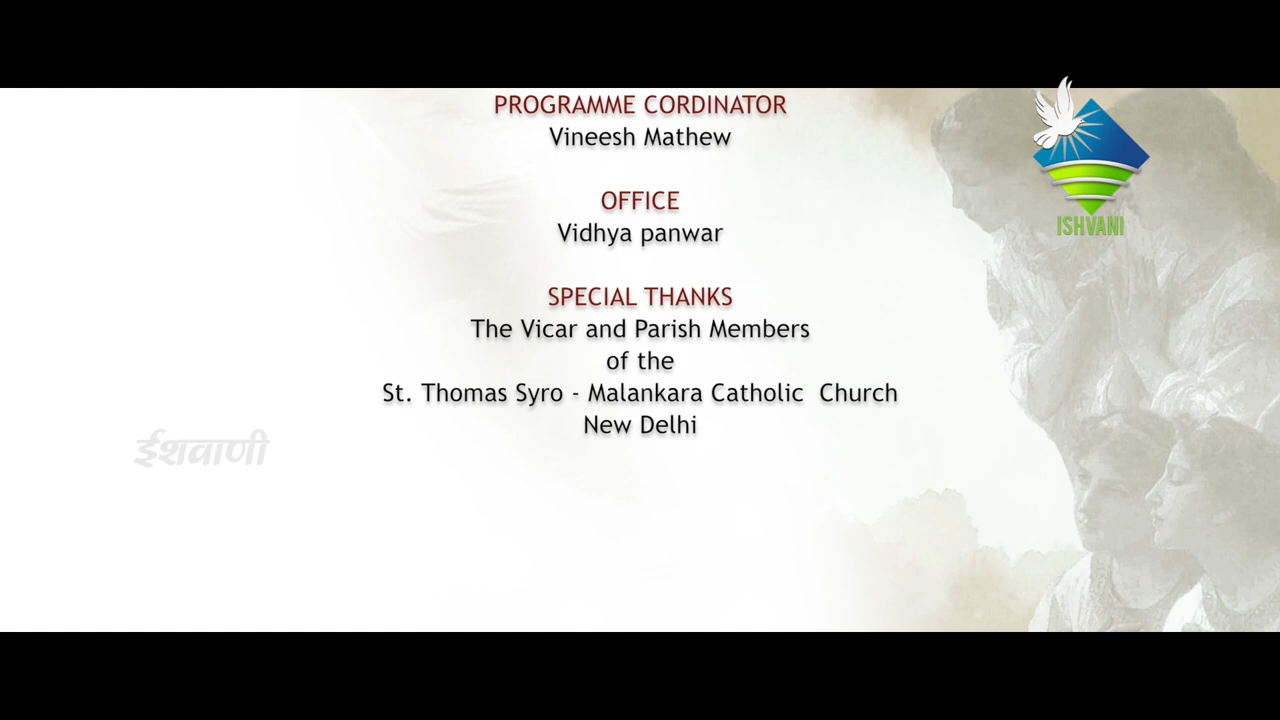 PROGRAMME CORDINATOR
Vineesh Mathew
OFFICE
Vidhya panwar
SPECIAL THANKS
The Vicar and Parish Members
of the
St. Thomas Syro - Malankara Catholic Church
New Delhi
ISHVANI
ईशवाणी